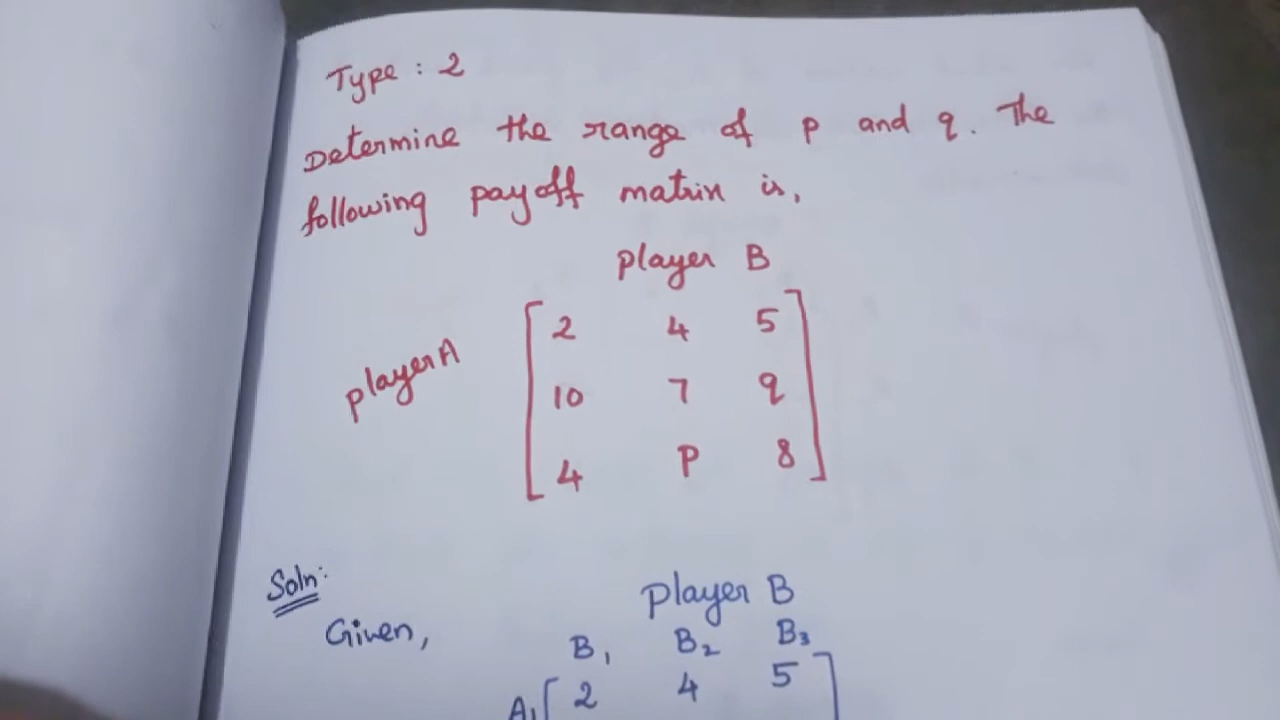 Type : 2
Determine the range of p and q. The
following payoff matrix is,
player B
player A
2 4 5
10 7 q
4 P 8
Soln:
Given,
player B
B1 B2 B3
A1 2 4 5